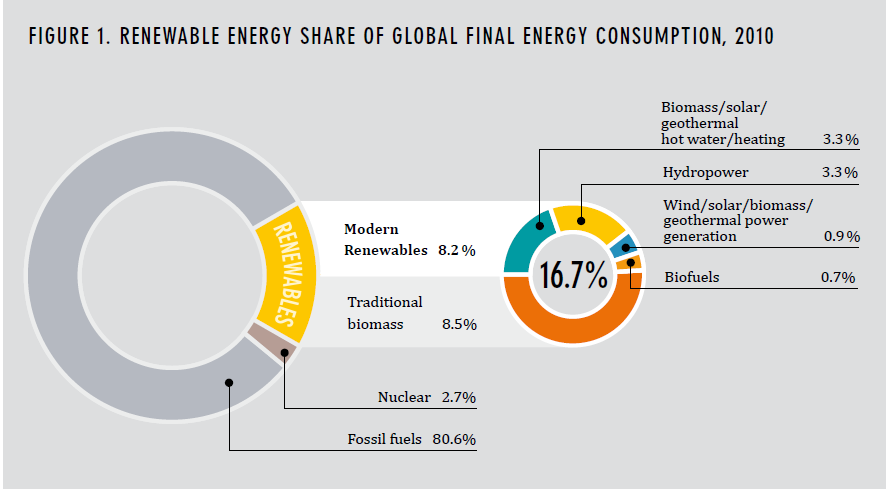 FIGURE 1. RENEWABLE ENERGY SHARE OF GLOBAL FINAL ENERGY CONSUMPTION, 2010
RENEWABLES
Modern
Renewables 8.2 %
Traditional
biomass 8.5%
Nuclear 2.7%
Fossil fuels 80.6%
16.7%
Biomass/solar/
geothermal
hot water/heating 3.3 %
Hydropower 3.3 %
Wind/solar/biomass/
geothermal power
generation 0.9 %
Biofuels 0.7%